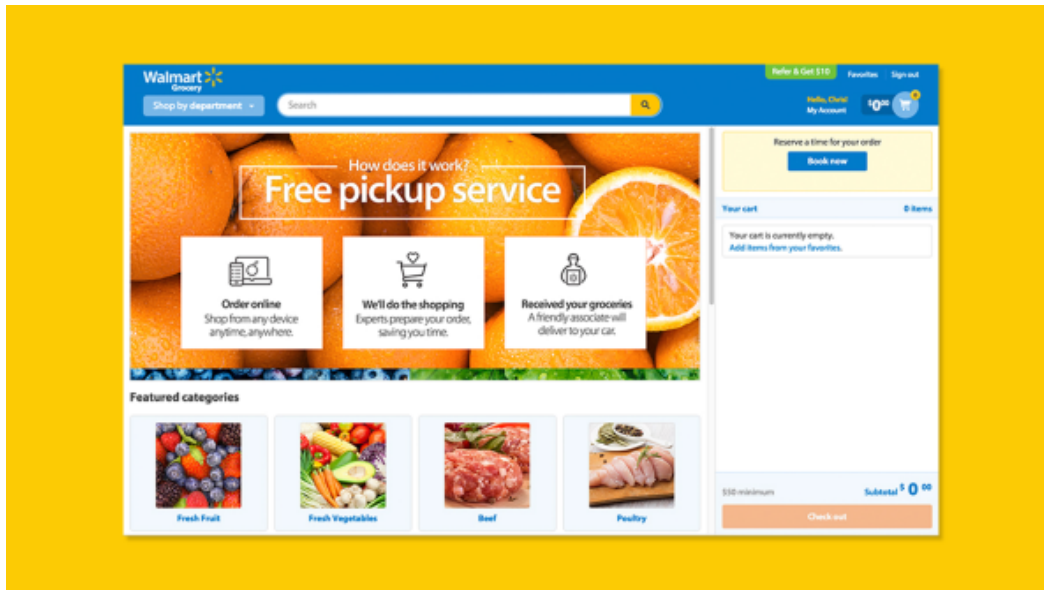 Walmart
Grocery
Refer & Get $10
Favorites
Sign out
Shop by department
Search
Hello, Chris!
My Account
$0 00
0
How does it work?
Free pickup service
Order online
Shop from any device
anytime, anywhere.
We'll do the shopping
Experts prepare your order,
saving you time.
Received your groceries
A friendly associate will
deliver to your car.
Reserve a time for your order
Book now
Your cart
0 items
Your cart is currently empty.
Add items from your favorites.
Featured categories
Fresh Fruit
Fresh Vegetables
Beef
Poultry
$30 minimum
Subtotal $ 0 00
Check out